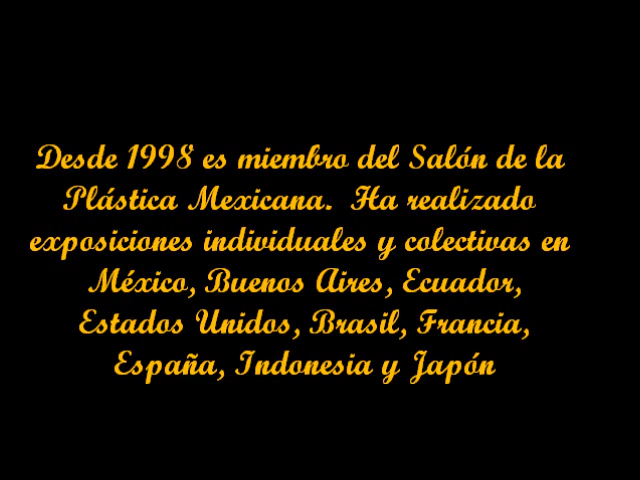 Desde 1998 es miembro del Salón de la
Plástica Mexicana. Ha realizado
exposiciones individuales y colectivas en
México, Buenos Aires, Ecuador,
Estados Unidos, Brasil, Francia,
España, Indonesia y Japón